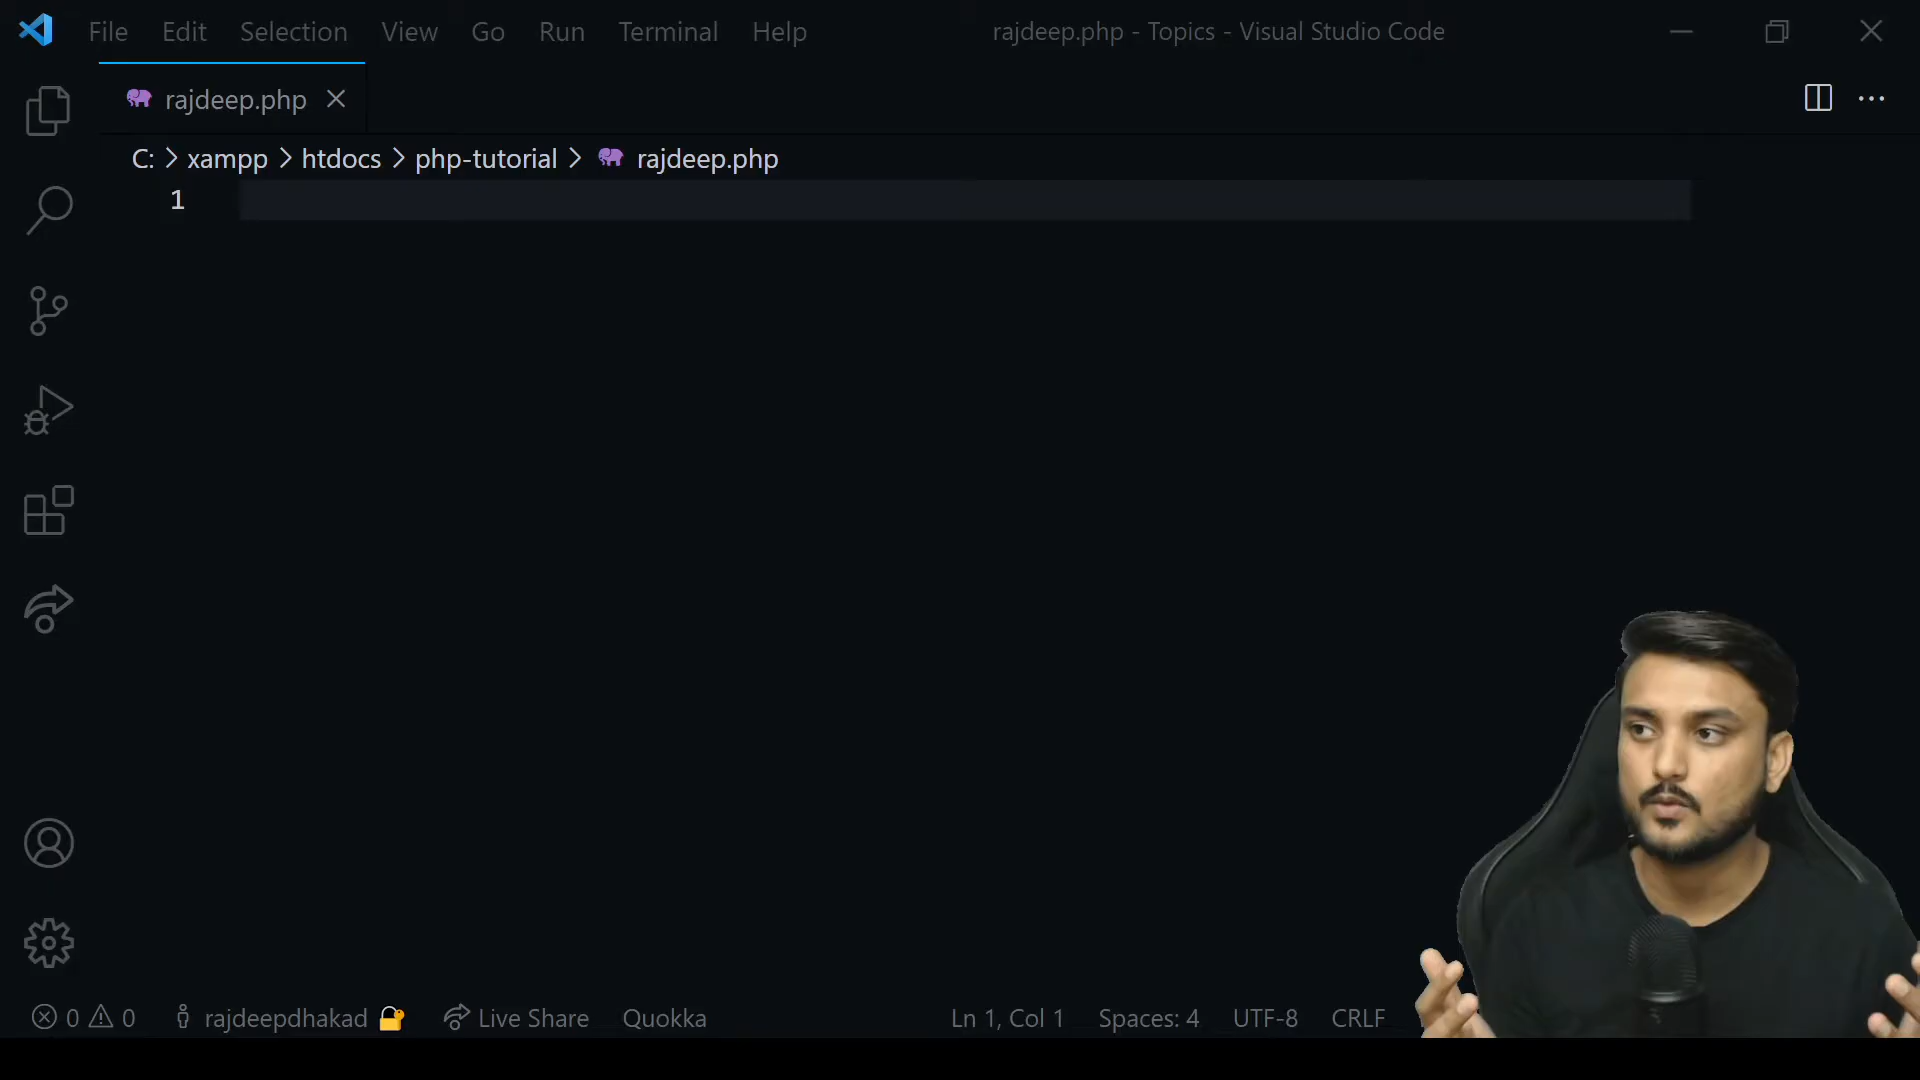 File Edit Selection View Go Run Terminal Help rajdeep.php - Topics - Visual Studio Code
rajdeep.php
C: > xampp > htdocs > php-tutorial > rajdeep.php
1
0 0 rajdeepdhakad Live Share Quokka Ln 1, Col 1 Spaces: 4 UTF-8 CRLF